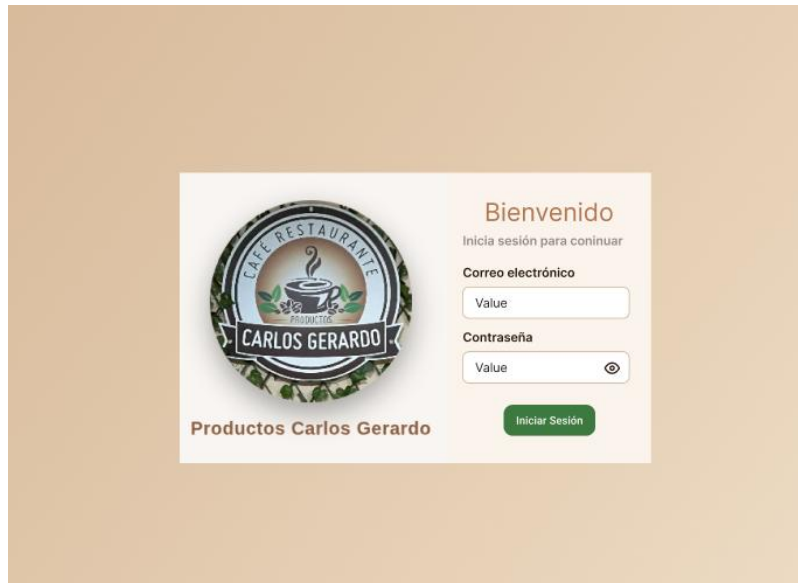 CAFÉ RESTAURANTE
PRODUCTOS
CARLOS GERARDO
Productos Carlos Gerardo
Bienvenido
Inicia sesión para coninuar
Correo electrónico
Value
Contraseña
Value
Iniciar Sesión